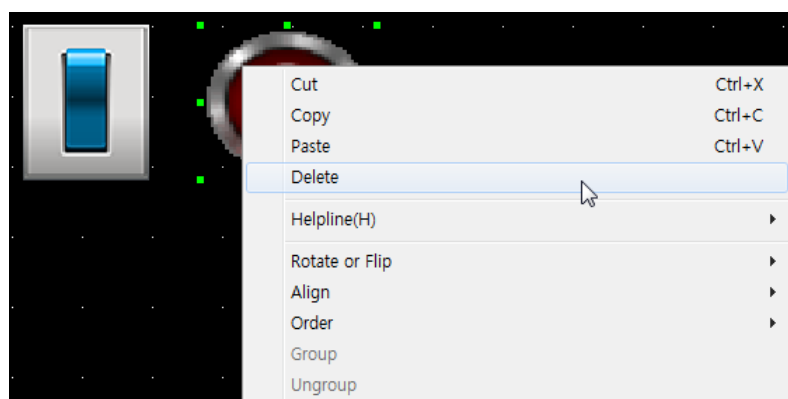 Cut Ctrl+X
Copy Ctrl+C
Paste Ctrl+V
Delete
Helpline(H)
Rotate or Flip
Align
Order
Group
Ungroup